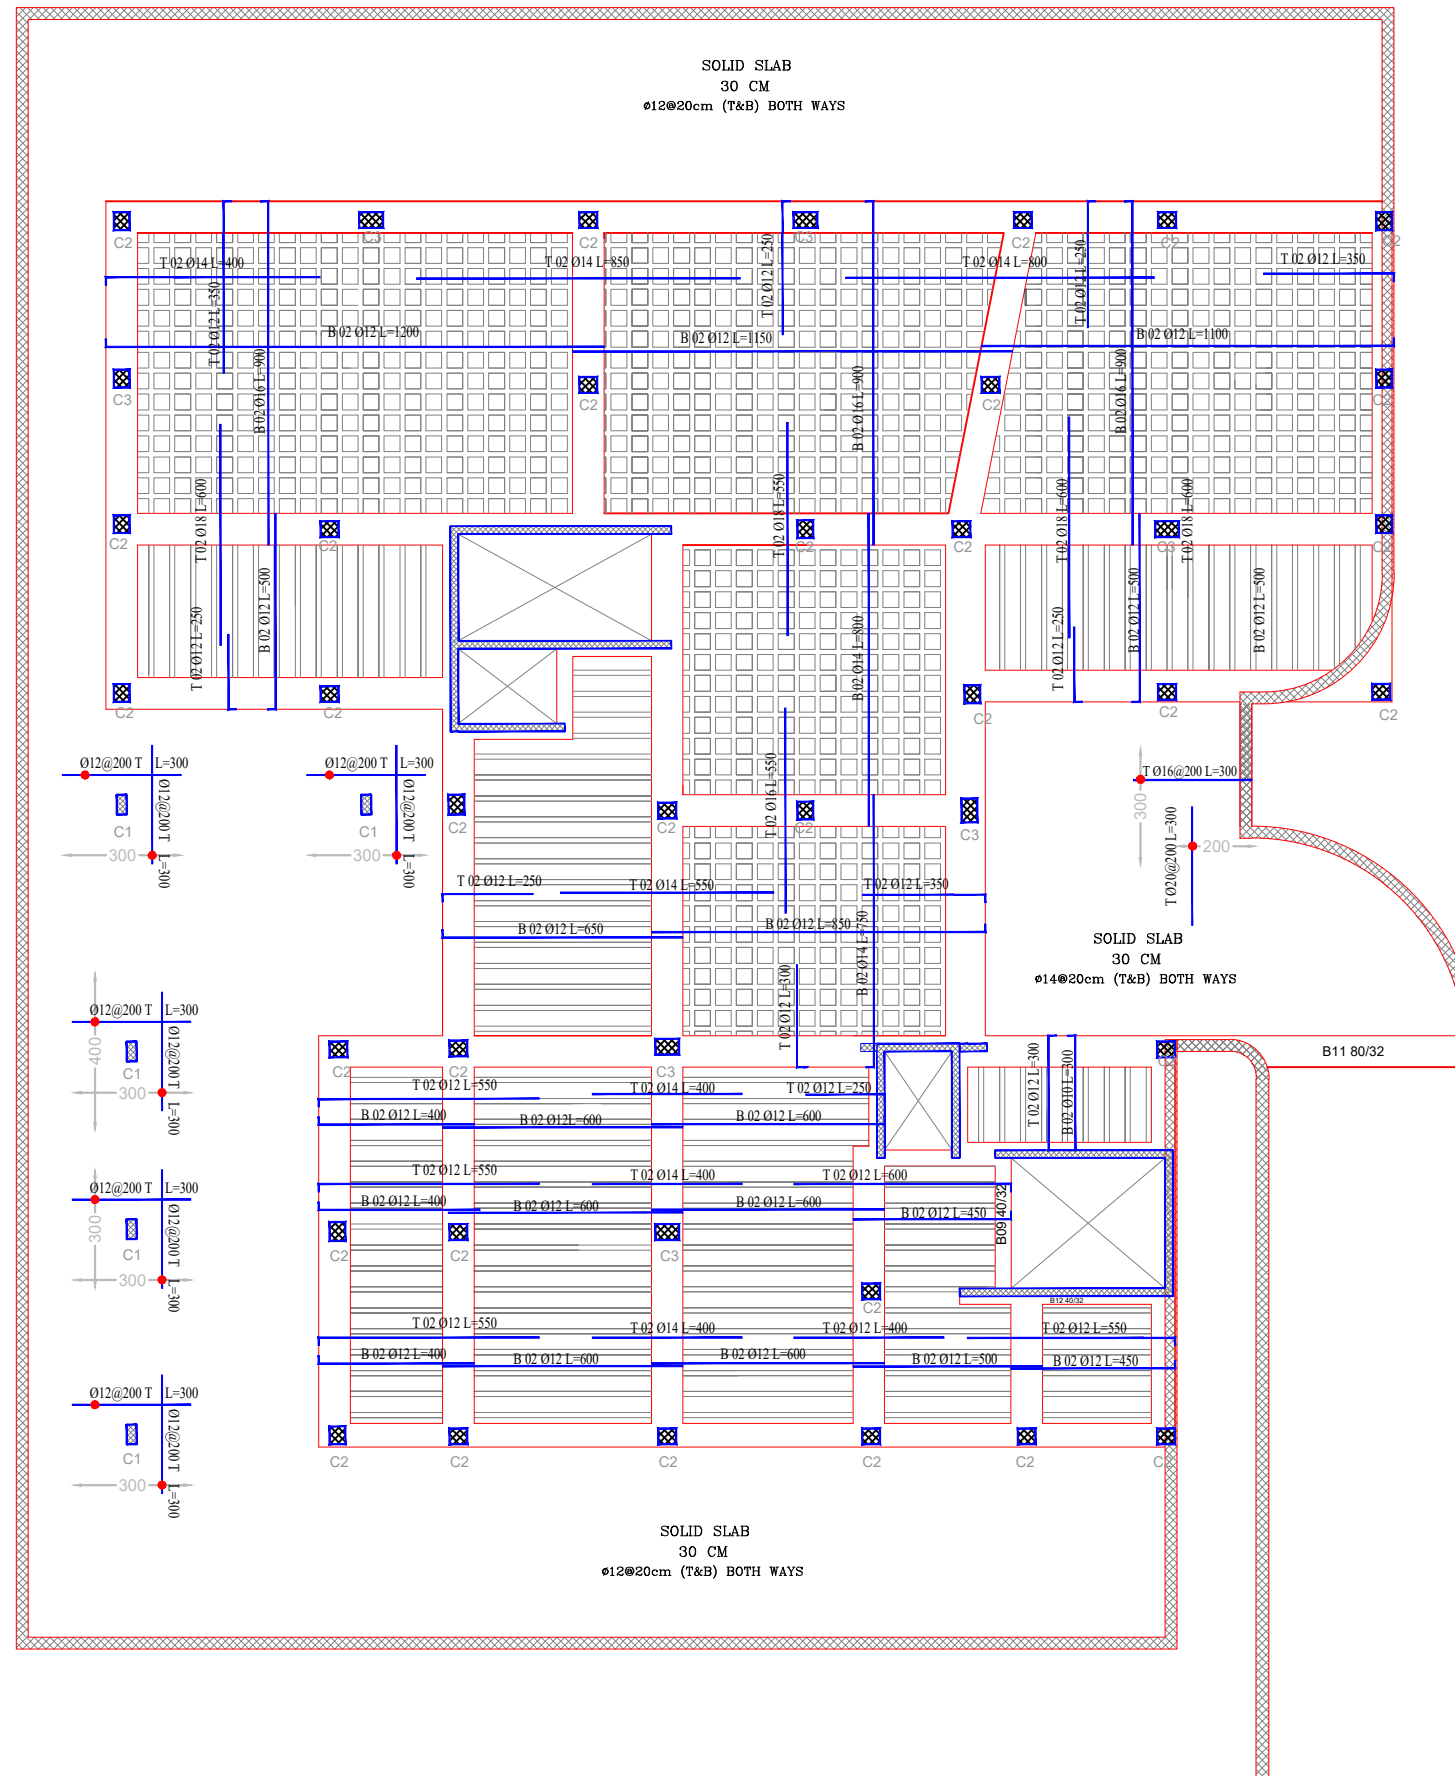 SOLID SLAB
30 CM
ø12@20cm (T&B) BOTH WAYS
C2
C3
C2
C3
C2
C2
C2
T 02 Ø14 L=400
T 02 Ø14 L=850
T 02 Ø12 L=250
T 02 Ø14 L=800
T 02 Ø12 L=250
T 02 Ø12 L=350
T 02 Ø12 L=350
B 02 Ø12 L=1200
B 02 Ø12 L=1150
B 02 Ø12 L=1100
B 02 Ø16 L=900
B 02 Ø16 L=900
B 02 Ø16 L=900
C3
C2
C2
C2
T 02 Ø18 L=600
T 02 Ø18 L=550
T 02 Ø18 L=600
T 02 Ø18 L=600
C2
C2
C2
C2
C3
C2
T 02 Ø12 L=250
B 02 Ø12 L=500
B 02 Ø14 L=800
T 02 Ø12 L=250
B 02 Ø12 L=500
B 02 Ø12 L=500
C2
C2
C2
C2
C2
Ø12@200 T L=300
Ø12@200 T L=300
C1
300
Ø12@200 T L=300
Ø12@200 T L=300
C1
300
C2
C2
C2
C3
T 02 Ø16 L=550
T Ø16@200 L=300
300
T Ø20@200 L=300
200
T 02 Ø12 L=250
T 02 Ø14 L=550
T 02 Ø12 L=350
B 02 Ø12 L=650
B 02 Ø12 L=850
B 02 Ø14 L=750
T 02 Ø12 L=300
SOLID SLAB
30 CM
ø14@20cm (T&B) BOTH WAYS
Ø12@200 T L=300
Ø12@200 T L=300
400
C1
300
C2
C2
C3
C2
B11 80/32
T 02 Ø12 L=300
B 02 Ø10 L=300
T 02 Ø12 L=550
T 02 Ø14 L=400
T 02 Ø12 L=250
B 02 Ø12 L=400
B 02 Ø12L=600
B 02 Ø12 L=600
T 02 Ø12 L=550
T 02 Ø14 L=400
T 02 Ø12 L=600
B 02 Ø12 L=400
B 02 Ø12 L=600
B 02 Ø12 L=600
B 02 Ø12 L=450
B09 40/32
Ø12@200 T L=300
Ø12@200 T L=300
300
C1
300
C2
C2
C3
C2
B12 40/32
T 02 Ø12 L=550
T 02 Ø14 L=400
T 02 Ø12 L=400
T 02 Ø12 L=550
B 02 Ø12 L=400
B 02 Ø12 L=600
B 02 Ø12 L=600
B 02 Ø12 L=500
B 02 Ø12 L=450
Ø12@200 T L=300
Ø12@200 T L=300
C1
300
C2
C2
C2
C2
C2
C2
SOLID SLAB
30 CM
ø12@20cm (T&B) BOTH WAYS